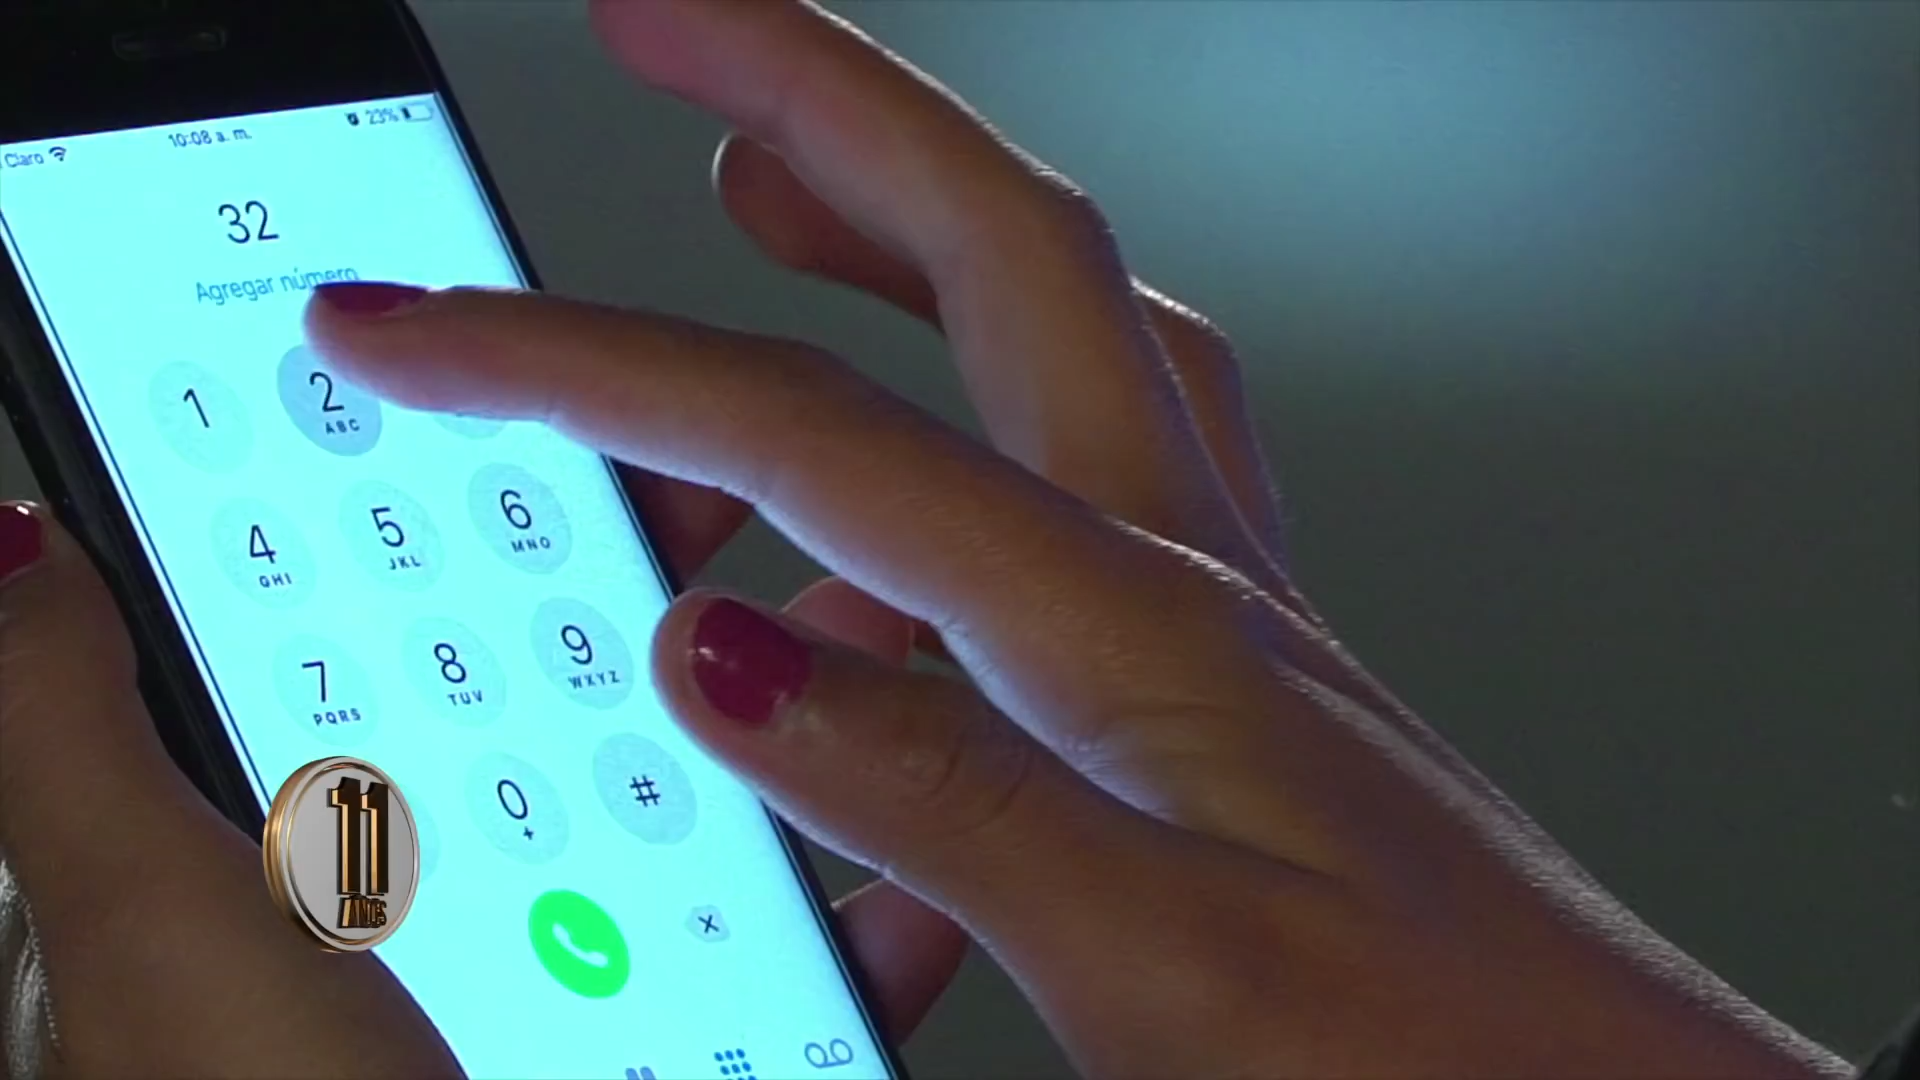 Claro
10:08 a. m.
23%
32
Agregar número
1
2
ABC
4
GHI
5
JKL
6
MNO
7
PQRS
8
TUV
9
WXYZ
0
+
#
11
AÑOS